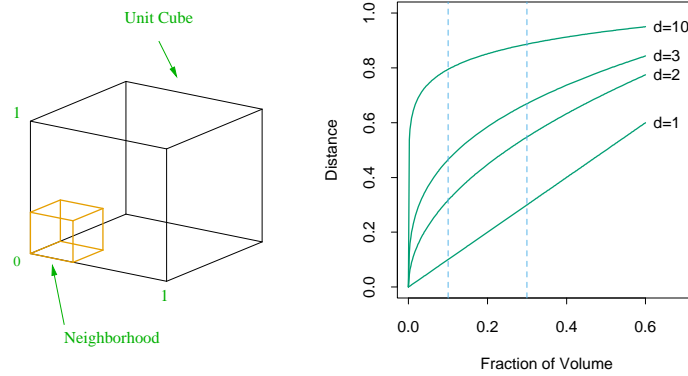 Unit Cube
1
0
1
Neighborhood
1.0
0.8
0.6
0.4
0.2
0.0
Distance
d=10
d=3
d=2
d=1
0.0 0.2 0.4 0.6
Fraction of Volume